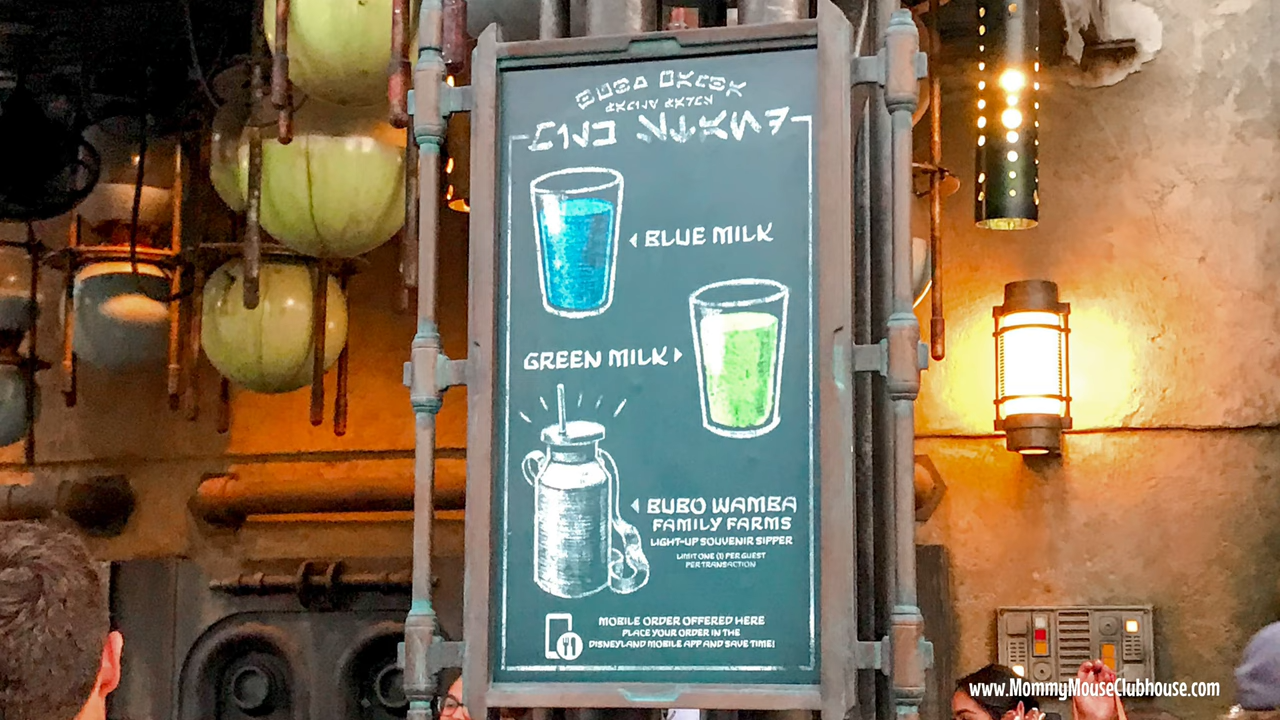 BLUE MILK
GREEN MILK
BUBO WAMBA
FAMILY FARMS
LIGHT-UP SOUVENIR SIPPER
LIMIT ONE (1) PER GUEST
PER TRANSACTION
MOBILE ORDER OFFERED HERE
PLACE YOUR ORDER IN THE
DISNEYLAND MOBILE APP AND SAVE TIME!
www.MommyMouseClubhouse.com